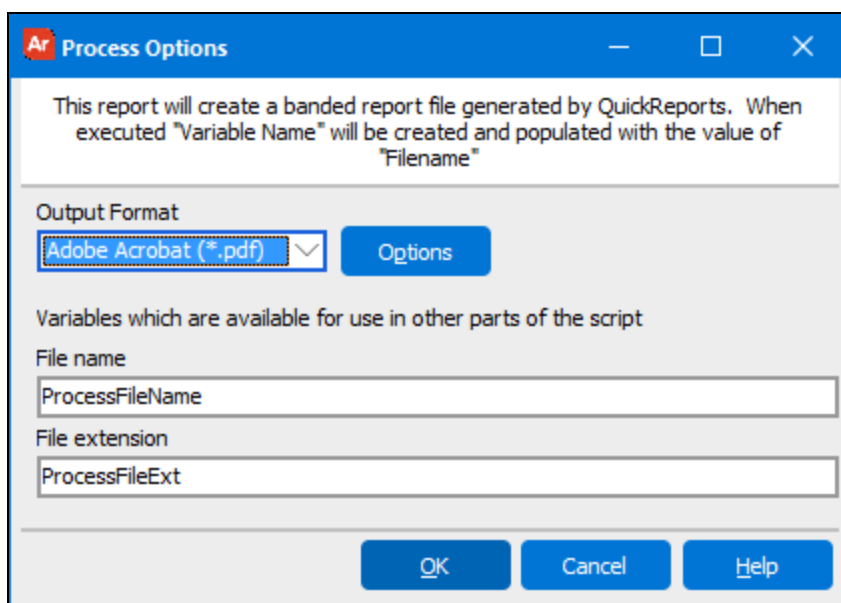 Ar Process Options
This report will create a banded report file generated by QuickReports. When
executed "Variable Name" will be created and populated with the value of
"Filename"
Output Format
Adobe Acrobat (*.pdf) Options
Variables which are available for use in other parts of the script
File name
ProcessFileName
File extension
ProcessFileExt
OK Cancel Help